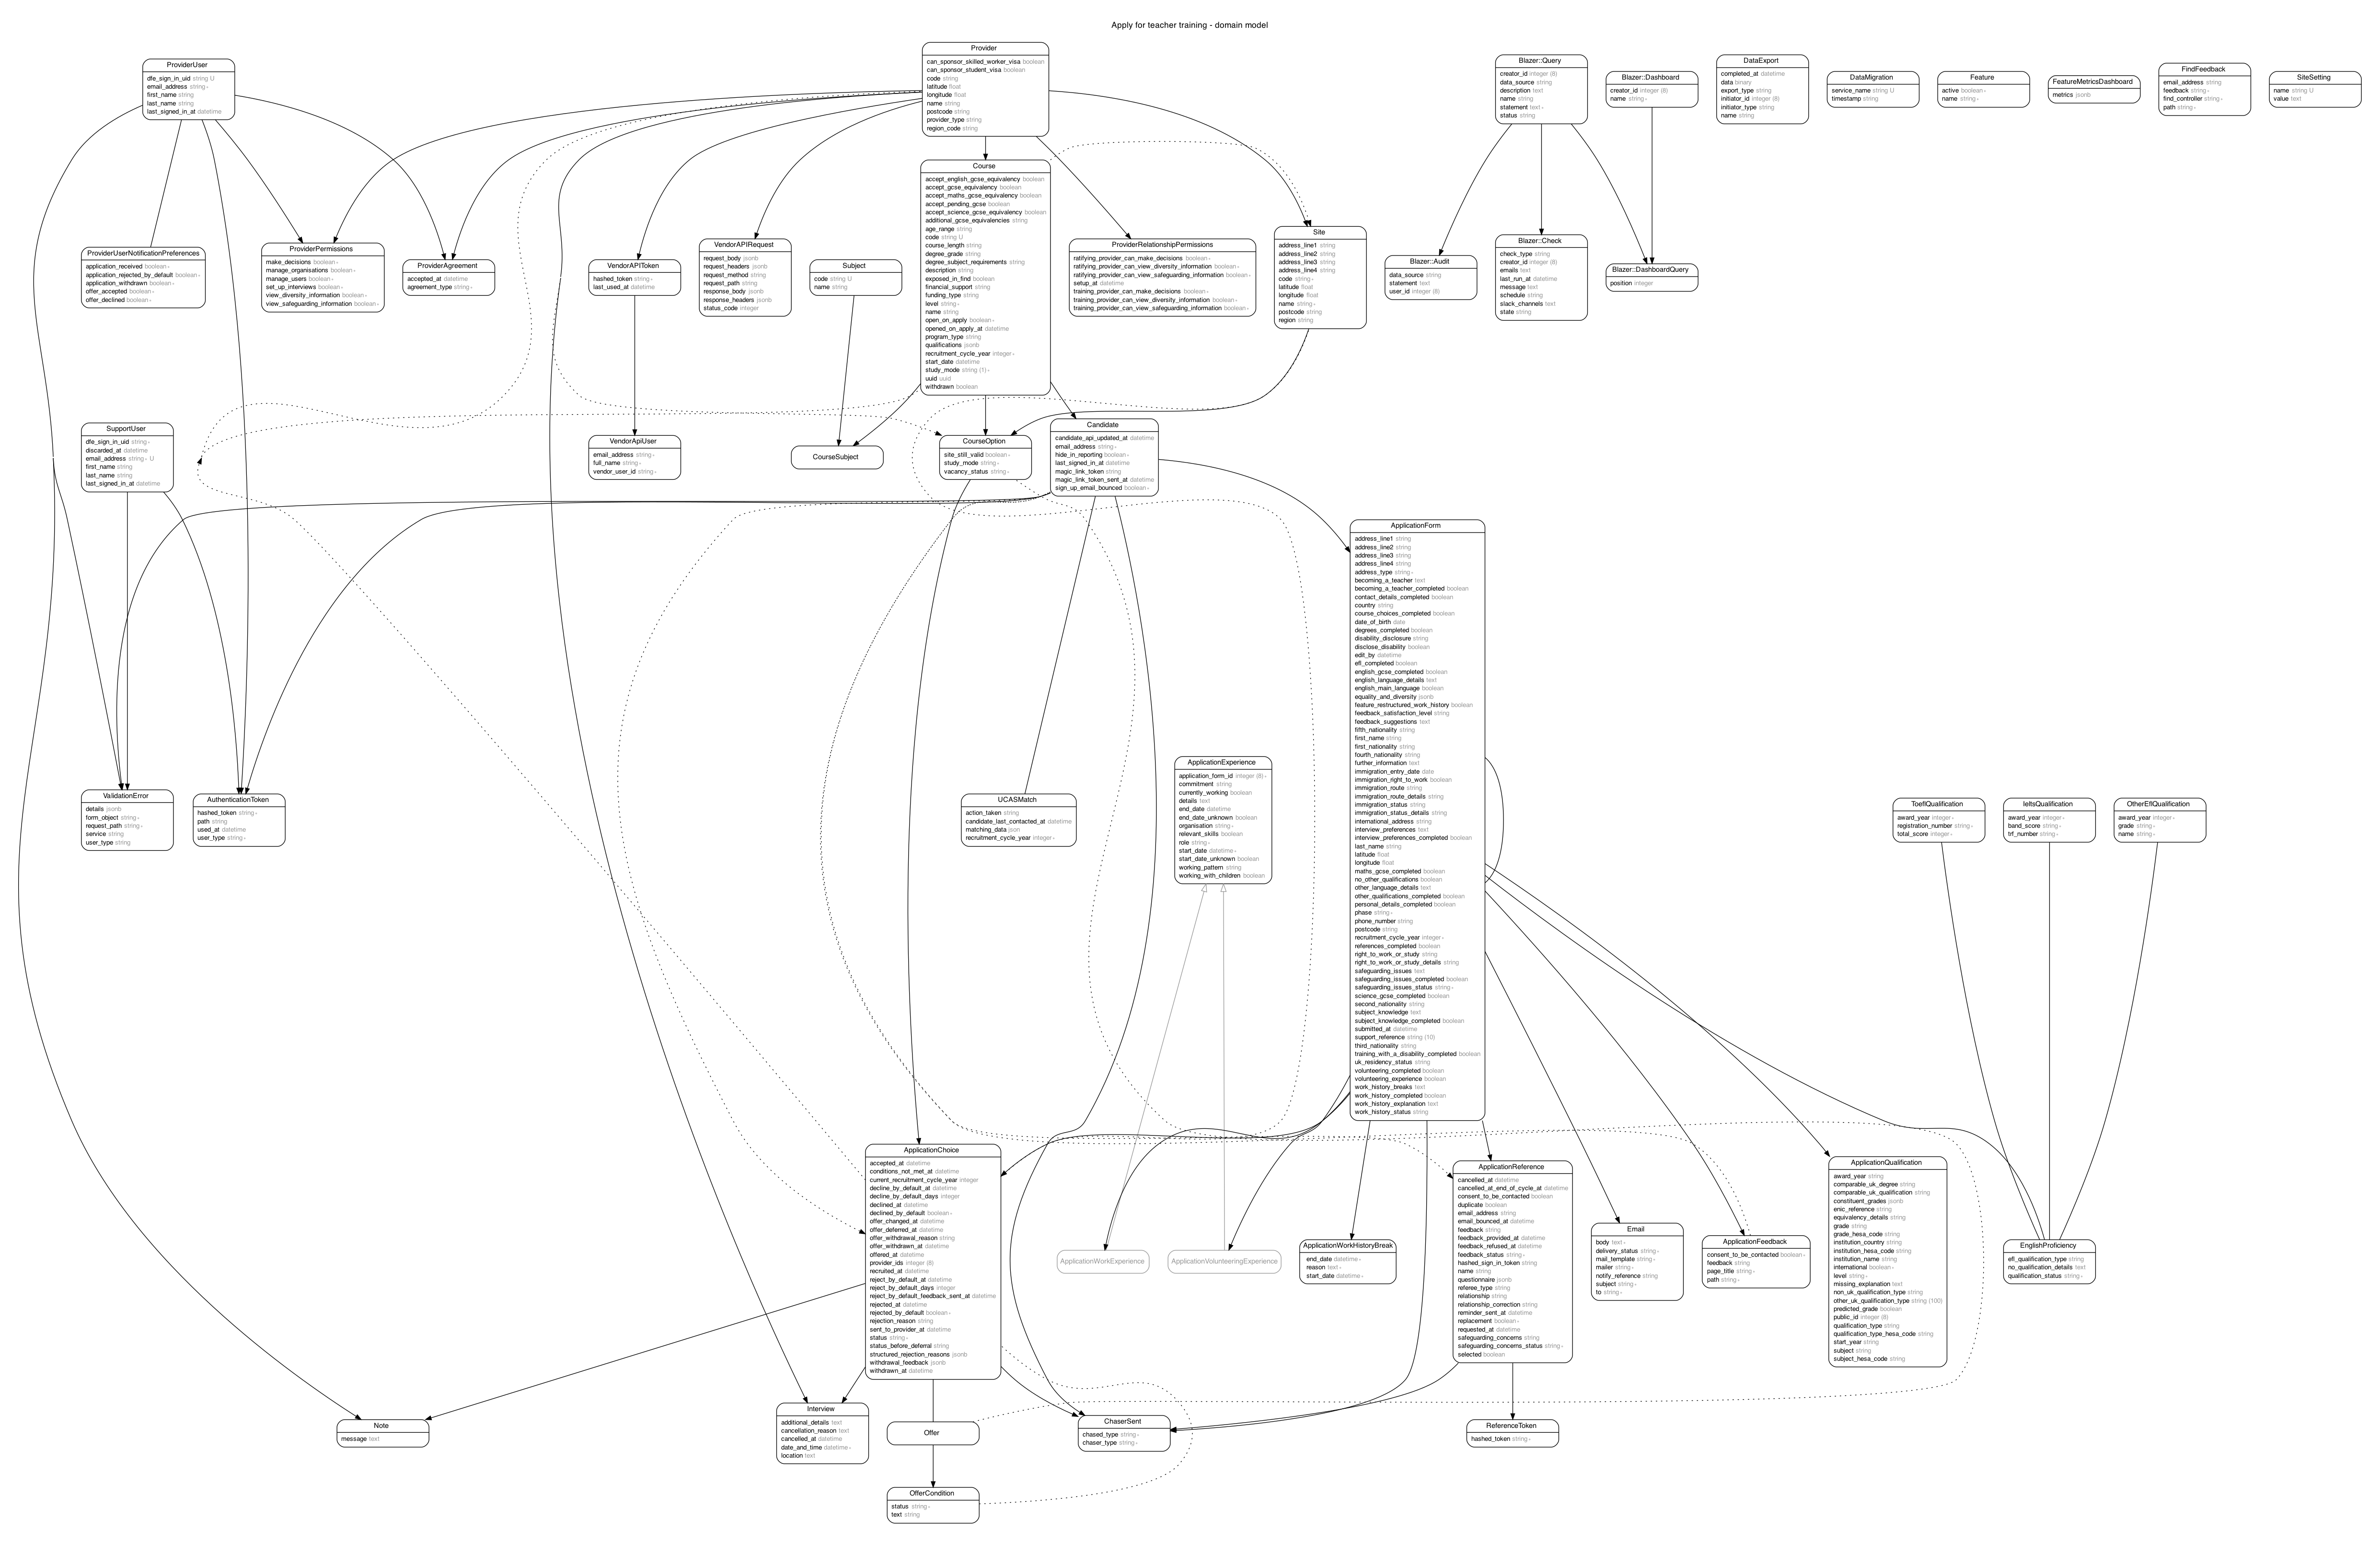 Apply for teacher training - domain model
ProviderUser
dfe_sign_in_uid string U
email_address string ∗
first_name string
last_name string
last_signed_in_at datetime
Provider
can_sponsor_skilled_worker_visa boolean
can_sponsor_student_visa boolean
code string
latitude float
longitude float
name string
postcode string
provider_type string
region_code string
Blazer::Query
creator_id integer (8)
data_source string
description text
name string
statement text ∗
status string
Blazer::Dashboard
creator_id integer (8)
name string ∗
DataExport
completed_at datetime
data binary
export_type string
initiator_id integer (8)
initiator_type string
name string
DataMigration
service_name string U
timestamp string
Feature
active boolean ∗
name string ∗
FeatureMetricsDashboard
metrics jsonb
FindFeedback
email_address string
feedback string ∗
find_controller string ∗
path string ∗
SiteSetting
name string U
value text
ProviderUserNotificationPreferences
application_received boolean ∗
application_rejected_by_default boolean ∗
application_withdrawn boolean ∗
offer_accepted boolean ∗
offer_declined boolean ∗
ProviderPermissions
make_decisions boolean ∗
manage_organisations boolean ∗
manage_users boolean ∗
set_up_interviews boolean ∗
view_diversity_information boolean ∗
view_safeguarding_information boolean ∗
ProviderAgreement
accepted_at datetime
agreement_type string ∗
VendorAPIToken
hashed_token string ∗
last_used_at datetime
VendorAPIRequest
request_body jsonb
request_headers jsonb
request_method string
request_path string
response_body jsonb
response_headers jsonb
status_code integer
Subject
code string U
name string
Course
accept_english_gcse_equivalency boolean
accept_gcse_equivalency boolean
accept_maths_gcse_equivalency boolean
accept_pending_gcse boolean
accept_science_gcse_equivalency boolean
additional_gcse_equivalencies string
age_range string
code string U
course_length string
degree_grade string
degree_subject_requirements string
description string
exposed_in_find boolean
financial_support string
funding_type string
level string ∗
name string
open_on_apply boolean ∗
opened_on_apply_at datetime
program_type string
qualifications jsonb
recruitment_cycle_year integer ∗
start_date datetime
study_mode string (1) ∗
uuid uuid
withdrawn boolean
ProviderRelationshipPermissions
ratifying_provider_can_make_decisions boolean ∗
ratifying_provider_can_view_diversity_information boolean ∗
ratifying_provider_can_view_safeguarding_information boolean ∗
setup_at datetime
training_provider_can_make_decisions boolean ∗
training_provider_can_view_diversity_information boolean ∗
training_provider_can_view_safeguarding_information boolean ∗
Site
address_line1 string
address_line2 string
address_line3 string
address_line4 string
code string ∗
latitude float
longitude float
name string ∗
postcode string
region string
Blazer::Audit
data_source string
statement text
user_id integer (8)
Blazer::Check
check_type string
creator_id integer (8)
emails text
last_run_at datetime
message text
schedule string
slack_channels text
state string
Blazer::DashboardQuery
position integer
SupportUser
dfe_sign_in_uid string ∗
discarded_at datetime
email_address string ∗ U
first_name string
last_name string
last_signed_in_at datetime
VendorApiUser
email_address string ∗
full_name string ∗
vendor_user_id string ∗
CourseSubject
CourseOption
site_still_valid boolean ∗
study_mode string ∗
vacancy_status string ∗
Candidate
candidate_api_updated_at datetime
email_address string ∗
hide_in_reporting boolean ∗
last_signed_in_at datetime
magic_link_token string
magic_link_token_sent_at datetime
sign_up_email_bounced boolean ∗
ApplicationForm
address_line1 string
address_line2 string
address_line3 string
address_line4 string
address_type string ∗
becoming_a_teacher text
becoming_a_teacher_completed boolean
contact_details_completed boolean
country string
course_choices_completed boolean
date_of_birth date
degrees_completed boolean
disability_disclosure string
disclose_disability boolean
edit_by datetime
efl_completed boolean
english_gcse_completed boolean
english_language_details text
english_main_language boolean
equality_and_diversity jsonb
feature_restructured_work_history boolean
feedback_satisfaction_level string
feedback_suggestions text
fifth_nationality string
first_name string
first_nationality string
fourth_nationality string
further_information text
immigration_entry_date date
immigration_right_to_work boolean
immigration_route string
immigration_route_details string
immigration_status string
immigration_status_details string
international_address string
interview_preferences text
interview_preferences_completed boolean
last_name string
latitude float
longitude float
maths_gcse_completed boolean
no_other_qualifications boolean
other_language_details text
other_qualifications_completed boolean
personal_details_completed boolean
phase string ∗
phone_number string
postcode string
recruitment_cycle_year integer ∗
references_completed boolean
right_to_work_or_study string
right_to_work_or_study_details string
safeguarding_issues text
safeguarding_issues_completed boolean
safeguarding_issues_status string ∗
science_gcse_completed boolean
second_nationality string
subject_knowledge text
subject_knowledge_completed boolean
submitted_at datetime
support_reference string (10)
third_nationality string
training_with_a_disability_completed boolean
uk_residency_status string
volunteering_completed boolean
volunteering_experience boolean
work_history_breaks text
work_history_completed boolean
work_history_explanation text
work_history_status string
ValidationError
details jsonb
form_object string ∗
request_path string ∗
service string
user_type string
AuthenticationToken
hashed_token string ∗
path string
used_at datetime
user_type string ∗
UCASMatch
action_taken string
candidate_last_contacted_at datetime
matching_data json
recruitment_cycle_year integer ∗
ApplicationExperience
application_form_id integer (8) ∗
commitment string
currently_working boolean
details text
end_date datetime
end_date_unknown boolean
organisation string ∗
relevant_skills boolean
role string ∗
start_date datetime ∗
start_date_unknown boolean
working_pattern string
working_with_children boolean
ToeflQualification
award_year integer ∗
registration_number string ∗
total_score integer ∗
IeltsQualification
award_year integer ∗
band_score string ∗
trf_number string ∗
OtherEflQualification
award_year integer ∗
grade string ∗
name string ∗
ApplicationChoice
accepted_at datetime
conditions_not_met_at datetime
current_recruitment_cycle_year integer
decline_by_default_at datetime
decline_by_default_days integer
declined_at datetime
declined_by_default boolean ∗
offer_changed_at datetime
offer_deferred_at datetime
offer_withdrawal_reason string
offer_withdrawn_at datetime
offered_at datetime
provider_ids integer (8)
recruited_at datetime
reject_by_default_at datetime
reject_by_default_days integer
reject_by_default_feedback_sent_at datetime
rejected_at datetime
rejected_by_default boolean ∗
rejection_reason string
sent_to_provider_at datetime
status string ∗
status_before_deferral string
structured_rejection_reasons jsonb
withdrawal_feedback jsonb
withdrawn_at datetime
ApplicationWorkExperience
ApplicationVolunteeringExperience
ApplicationWorkHistoryBreak
end_date datetime ∗
reason text ∗
start_date datetime ∗
ApplicationReference
cancelled_at datetime
cancelled_at_end_of_cycle_at datetime
consent_to_be_contacted boolean
duplicate boolean
email_address string
email_bounced_at datetime
feedback string
feedback_provided_at datetime
feedback_refused_at datetime
feedback_status string ∗
hashed_sign_in_token string
name string
questionnaire jsonb
referee_type string
relationship string
relationship_correction string
reminder_sent_at datetime
replacement boolean ∗
requested_at datetime
safeguarding_concerns string
safeguarding_concerns_status string ∗
selected boolean
Email
body text ∗
delivery_status string ∗
mail_template string ∗
mailer string ∗
notify_reference string
subject string ∗
to string ∗
ApplicationFeedback
consent_to_be_contacted boolean ∗
feedback string
page_title string ∗
path string ∗
ApplicationQualification
award_year string
comparable_uk_degree string
comparable_uk_qualification string
constituent_grades jsonb
enic_reference string
equivalency_details string
grade string
grade_hesa_code string
institution_country string
institution_hesa_code string
institution_name string
international boolean ∗
level string ∗
missing_explanation text
non_uk_qualification_type string
other_uk_qualification_type string (100)
predicted_grade boolean
public_id integer (8)
qualification_type string
qualification_type_hesa_code string
start_year string
subject string
subject_hesa_code string
EnglishProficiency
efl_qualification_type string
no_qualification_details text
qualification_status string ∗
Note
message text
Interview
additional_details text
cancellation_reason text
cancelled_at datetime
date_and_time datetime ∗
location text
Offer
ChaserSent
chased_type string ∗
chaser_type string ∗
ReferenceToken
hashed_token string ∗
OfferCondition
status string ∗
text string